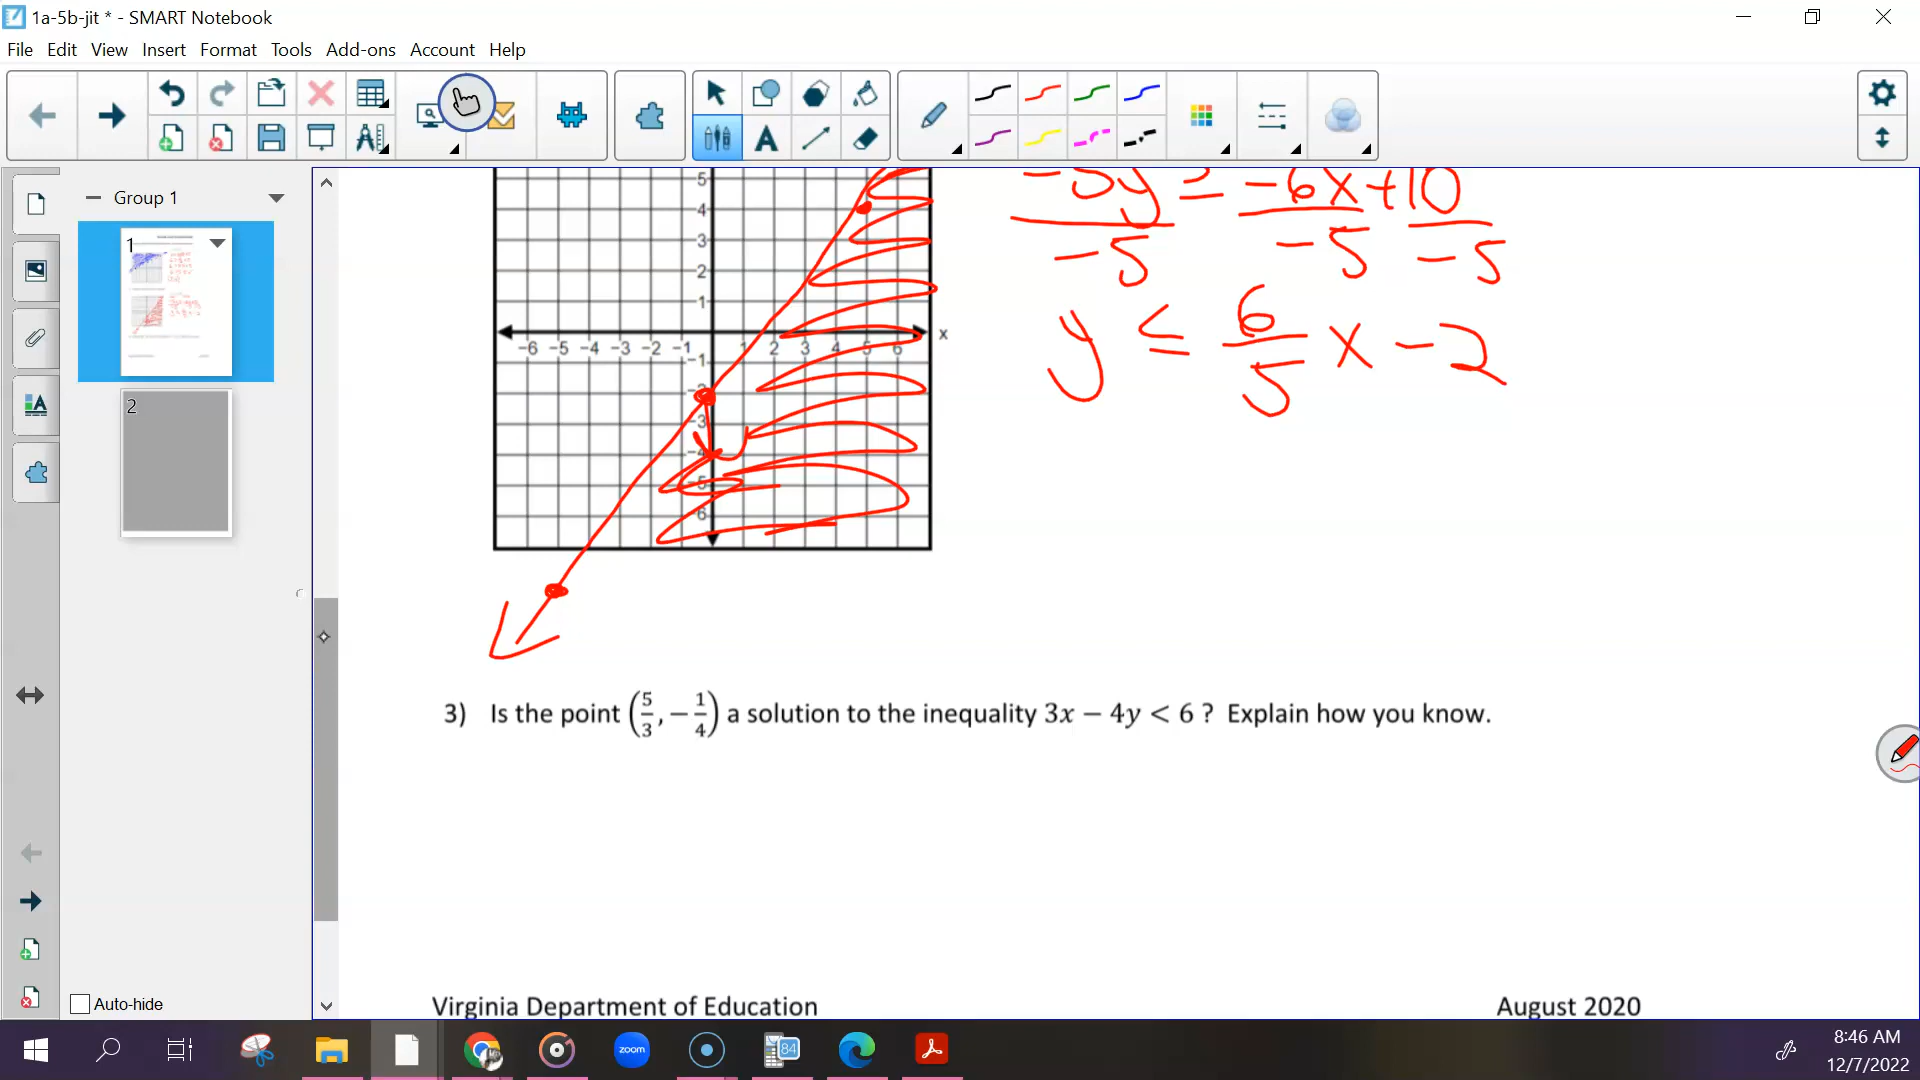 1a-5b-jit * - SMART Notebook
File Edit View Insert Format Tools Add-ons Account Help
Group 1
1
2
Auto-hide
5
4
3
2
1
-6 -5 -4 -3 -2 -1 1 2 3 4 5 6 x
-1
-2
-3
-4
-5
-6
-5y ≥ -6x+10
-5 -5 -5
y ≤ 6/5 x - 2
3) Is the point (5/3, -1/4) a solution to the inequality 3x - 4y < 6 ? Explain how you know.
Virginia Department of Education August 2020
zoom
84
8:46 AM
12/7/2022